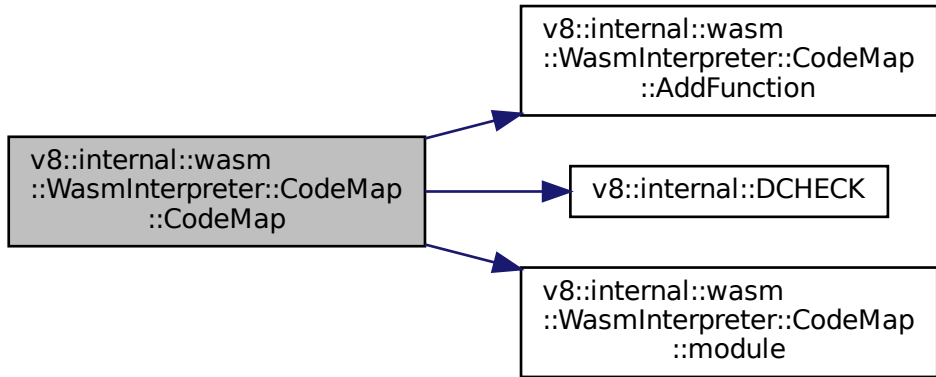 v8::internal::wasm
::WasmInterpreter::CodeMap
::CodeMap
v8::internal::wasm
::WasmInterpreter::CodeMap
::AddFunction
v8::internal::DCHECK
v8::internal::wasm
::WasmInterpreter::CodeMap
::module